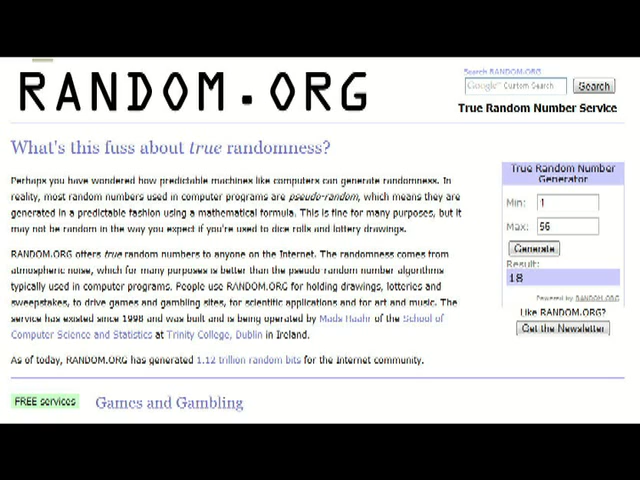 RANDOM.ORG
Search RANDOM.ORG
Google™ Custom Search
Search
True Random Number Service
What's this fuss about true randomness?
Perhaps you have wondered how predictable machines like computers can generate randomness. In
reality, most random numbers used in computer programs are pseudo-random, which means they are
generated in a predictable fashion using a mathematical formula. This is fine for many purposes, but it
may not be random in the way you expect if you're used to dice rolls and lottery drawings.
RANDOM.ORG offers true random numbers to anyone on the Internet. The randomness comes from
atmospheric noise, which for many purposes is better than the pseudo-random number algorithms
typically used in computer programs. People use RANDOM.ORG for holding drawings, lotteries and
sweepstakes, to drive games and gambling sites, for scientific applications and for art and music. The
service has existed since 1998 and was built and is being operated by Mads Haahr of the School of
Computer Science and Statistics at Trinity College, Dublin in Ireland.
As of today, RANDOM.ORG has generated 1.12 trillion random bits for the Internet community.
True Random Number
Generator
Min: 1
Max: 56
Generate
Result:
18
Powered by RANDOM.ORG
Like RANDOM.ORG?
Get the Newsletter
FREE services
Games and Gambling